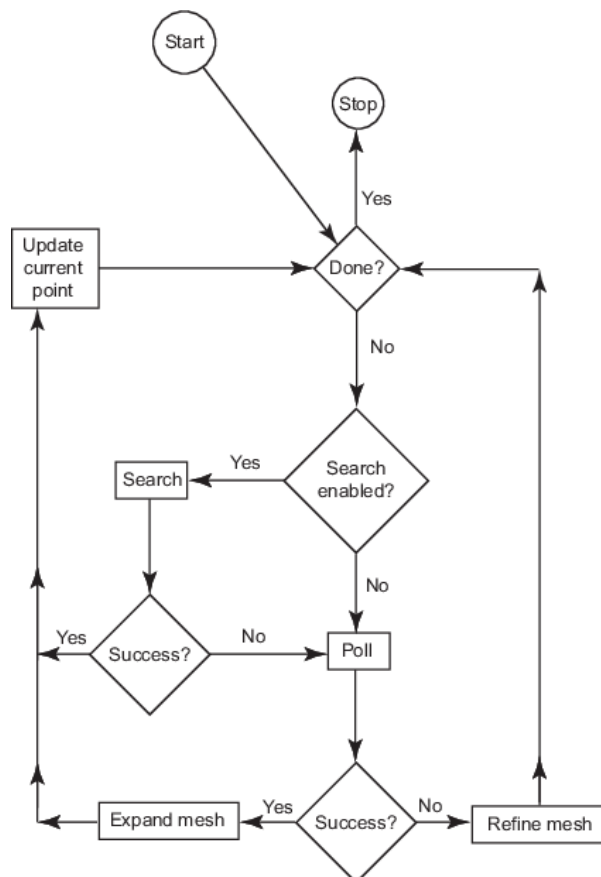 Start
Stop
Yes
Update
current
point
Done?
No
Yes
Search
Search
enabled?
No
Yes
No
Success?
Poll
Yes
No
Expand mesh
Success?
Refine mesh